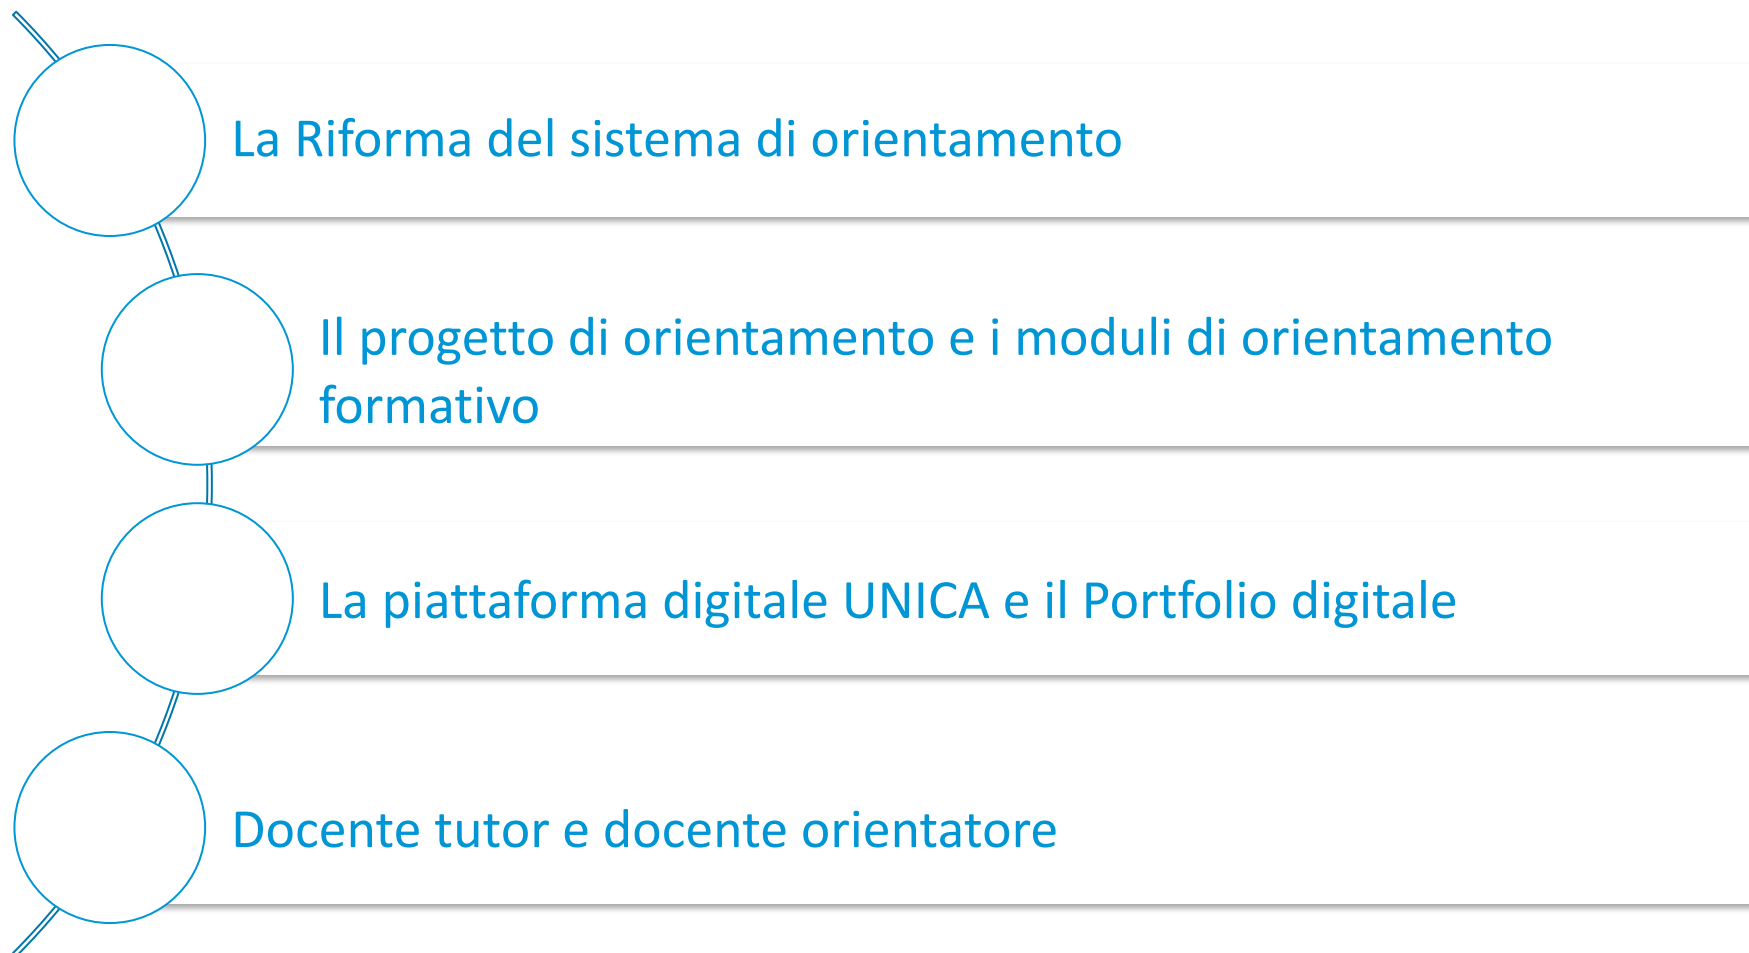 La Riforma del sistema di orientamento
Il progetto di orientamento e i moduli di orientamento
formativo
La piattaforma digitale UNICA e il Portfolio digitale
Docente tutor e docente orientatore